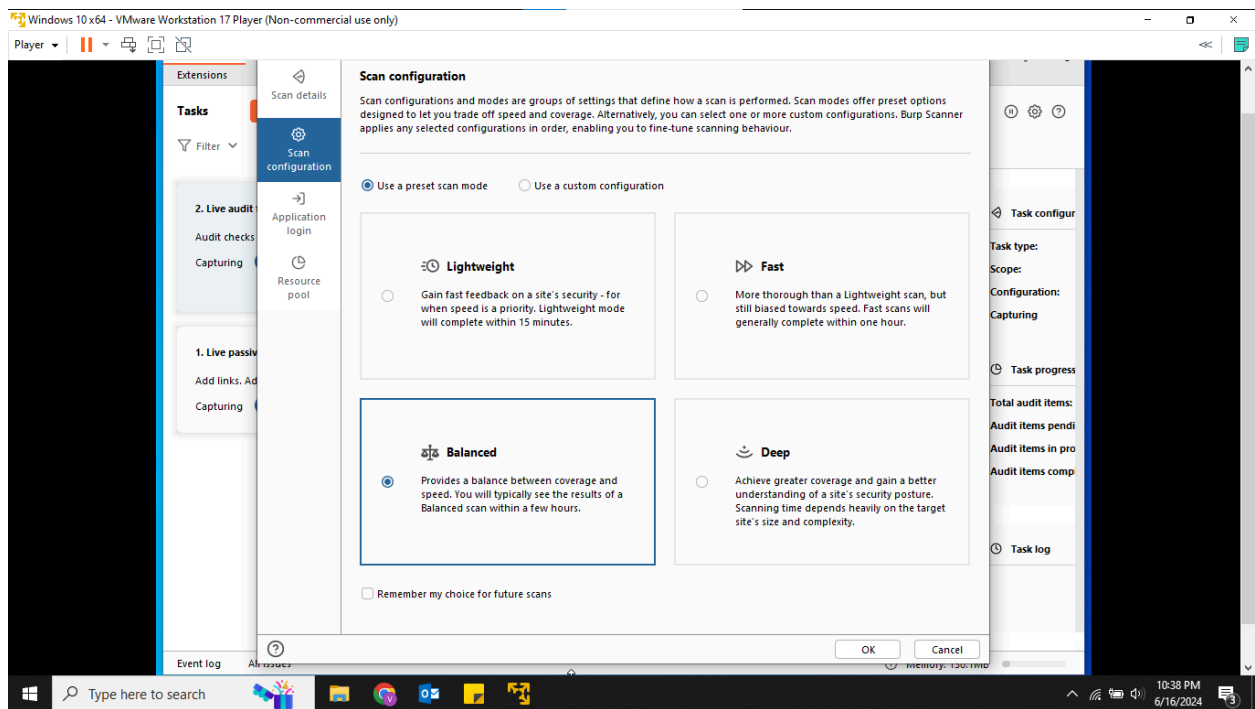 Windows 10 x64 - VMware Workstation 17 Player (Non-commercial use only)
Player
Extensions
Tasks
Filter
2. Live audit
Audit checks
Capturing
1. Live passiv
Add links. Ad
Capturing
Event log
Scan details
Scan
configuration
Application
login
Resource
pool
Scan configuration
Scan configurations and modes are groups of settings that define how a scan is performed. Scan modes offer preset options
designed to let you trade off speed and coverage. Alternatively, you can select one or more custom configurations. Burp Scanner
applies any selected configurations in order, enabling you to fine-tune scanning behaviour.
Use a preset scan mode
Use a custom configuration
Lightweight
Gain fast feedback on a site's security - for
when speed is a priority. Lightweight mode
will complete within 15 minutes.
Fast
More thorough than a Lightweight scan, but
still biased towards speed. Fast scans will
generally complete within one hour.
Balanced
Provides a balance between coverage and
speed. You will typically see the results of a
Balanced scan within a few hours.
Deep
Achieve greater coverage and gain a better
understanding of a site's security posture.
Scanning time depends heavily on the target
site's size and complexity.
Remember my choice for future scans
OK
Cancel
Task configur
Task type:
Scope:
Configuration:
Capturing
Task progress
Total audit items:
Audit items pendi
Audit items in pro
Audit items comp
Task log
Type here to search
10:38 PM
6/16/2024
3